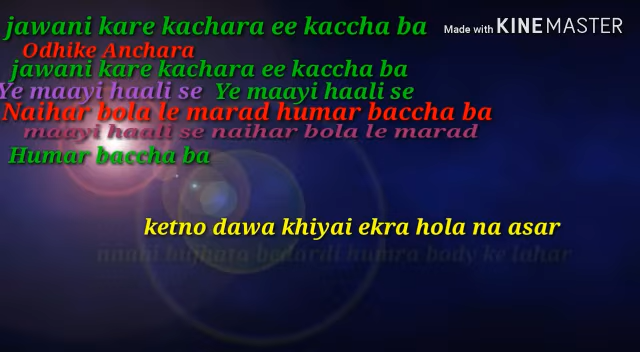 jawani kare kachara ee kaccha ba
Made with KINEMASTER
Odhike Anchara
jawani kare kachara ee kaccha ba
Ye maayi haali se Ye maayi haali se
Naihar bola le marad humar baccha ba
maayi haali se naihar bola le marad
Humar baccha ba
ketno dawa khiyai ekra hola na asar
bujhata bedardi humra body ke lahar